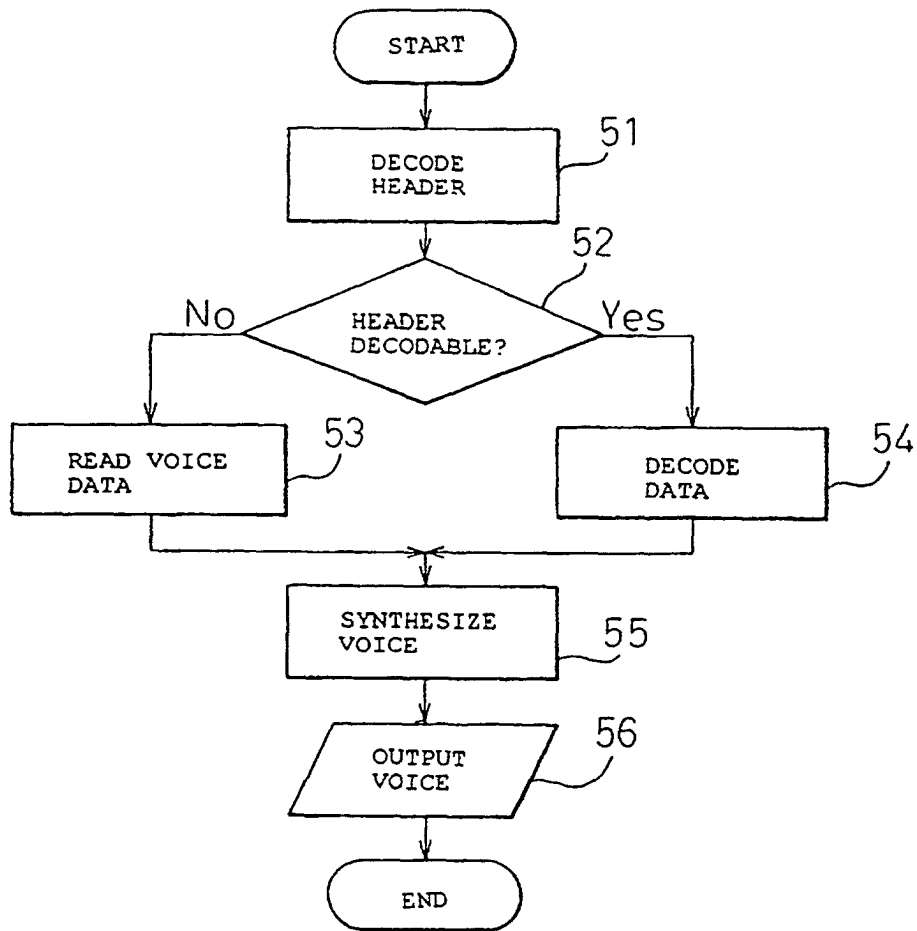 START
51
DECODE
HEADER
52
No
Yes
HEADER
DECODABLE?
53
54
READ VOICE
DATA
DECODE
DATA
SYNTHESIZE
VOICE
55
56
OUTPUT
VOICE
END